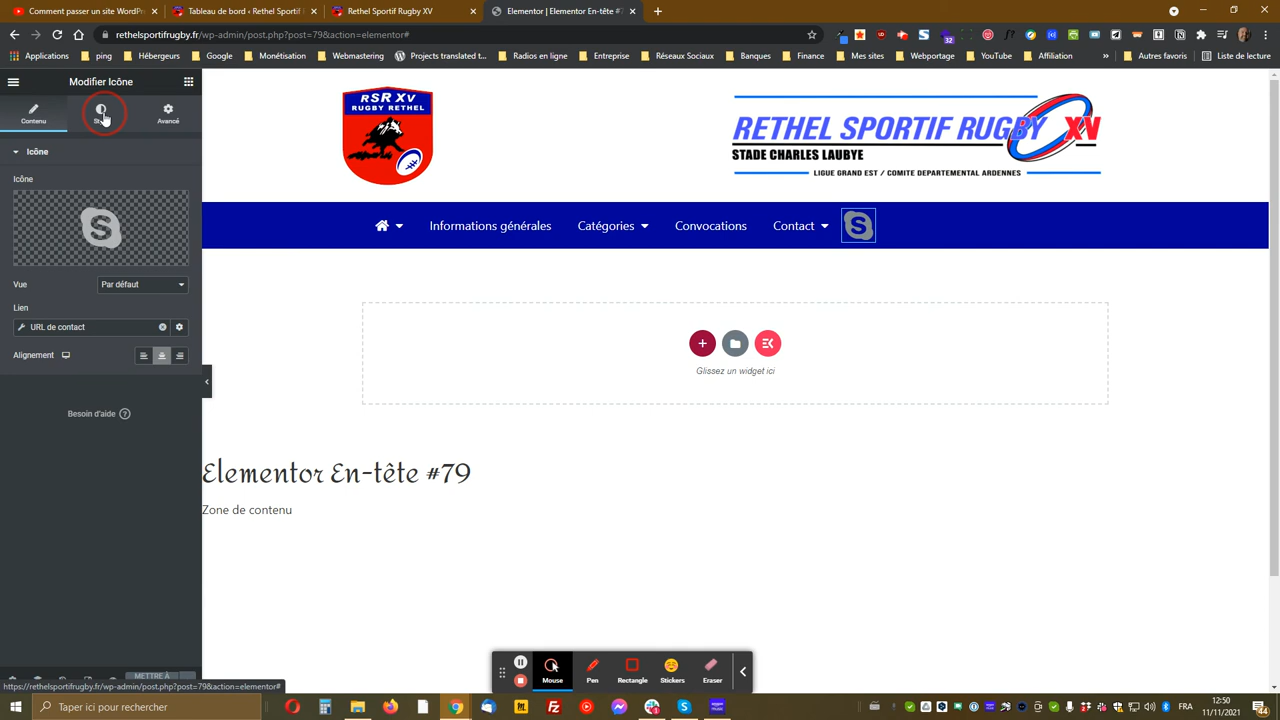 Passer un site WordP
Tableau de bord ‹ Rethel Sportif
Rethel Sportif Rugby XV
Elementor | Elementor En-tête #7
rethelsportifrugby.fr/wp-admin/post.php?post=79&action=elementor#
32
Applications
ping
Hébergeurs
Google
Monétisation
Webmastering
Projects translated t...
Radios en ligne
Entreprise
Réseaux Sociaux
Banques
Finance
Mes sites
Webportage
YouTube
Affiliation
»
Autres favoris
Liste de lecture
Modifier Icône
Contenu
Avancé
Icône
Icône
Vue
Par défaut
Lien
URL de contact
Alignement
Besoin d'aide ?
METTRE À
https://rethelsportifrugby.fr/wp-admin/post.php?post=79&action=elementor#
RSR XV
RUGBY RETHEL
RETHEL SPORTIF RUGBY XV
STADE CHARLES LAUBYE
LIGUE GRAND EST / COMITE DEPARTEMENTAL ARDENNES
Informations générales
Catégories
Convocations
Contact
Glissez un widget ici
Elementor En-tête #79
Zone de contenu
Mouse
Pen
Rectangle
Stickers
Eraser
Taper ici pour rechercher
FRA
12:50
11/11/2021
44